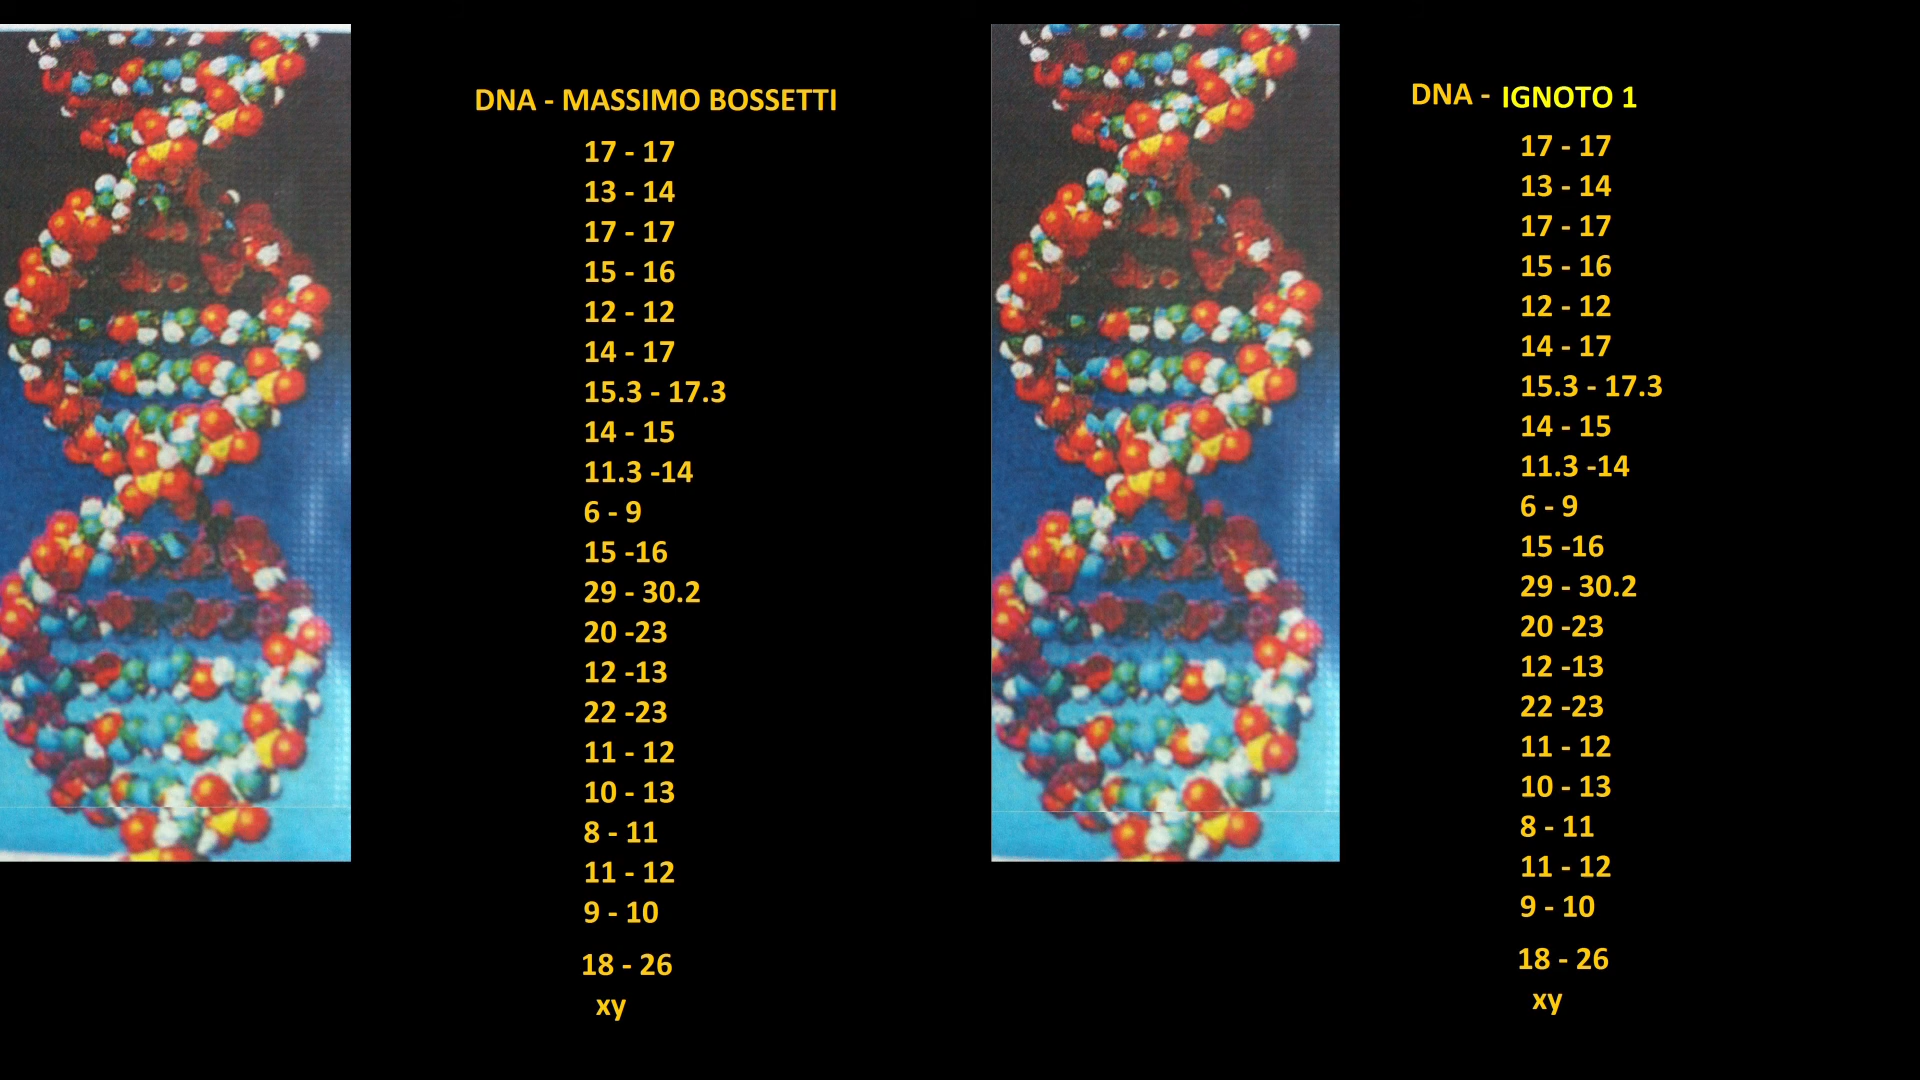 DNA - MASSIMO BOSSETTI
17 - 17
13 - 14
17 - 17
15 - 16
12 - 12
14 - 17
15.3 - 17.3
14 - 15
11.3 -14
6 - 9
15 -16
29 - 30.2
20 -23
12 -13
22 -23
11 - 12
10 - 13
8 - 11
11 - 12
9 - 10
18 - 26
xy
DNA - IGNOTO 1
17 - 17
13 - 14
17 - 17
15 - 16
12 - 12
14 - 17
15.3 - 17.3
14 - 15
11.3 -14
6 - 9
15 -16
29 - 30.2
20 -23
12 -13
22 -23
11 - 12
10 - 13
8 - 11
11 - 12
9 - 10
18 - 26
xy